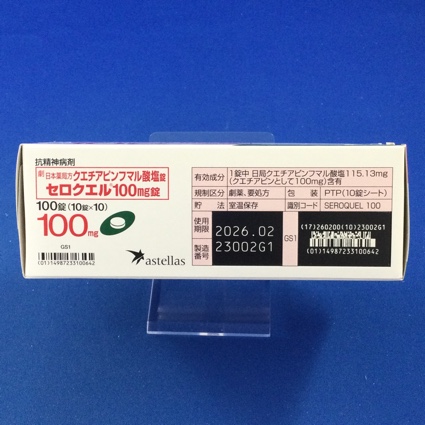 抗精神病剤
劇 日本薬局方 クエチアピンフマル酸塩錠
セロクエル®100mg錠
100錠(10錠×10)
100mg
GS1
(01)14987233100642
astellas
有効成分 1錠中 日局クエチアピンフマル酸塩115.13mg
(クエチアピンとして100mg)含有
規制区分 劇薬、要処方 包装 PTP(10錠シート)
貯法 室温保存 識別コード SEROQUEL 100
使用期限 2026.02
製造番号 23002G1
GS1
(17)260200(10)23002G1
(01)14987233100642